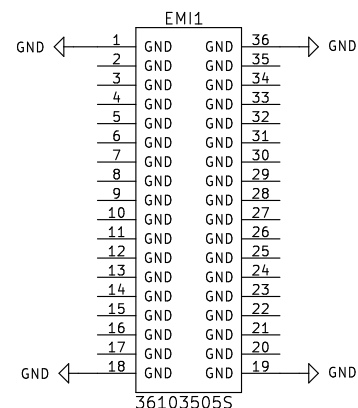 EMI1
GND 1 GND GND 36 GND
2 GND GND 35
3 GND GND 34
4 GND GND 33
5 GND GND 32
6 GND GND 31
7 GND GND 30
8 GND GND 29
9 GND GND 28
10 GND GND 27
11 GND GND 26
12 GND GND 25
13 GND GND 24
14 GND GND 23
15 GND GND 22
16 GND GND 21
17 GND GND 20
GND 18 GND GND 19 GND
36103505S